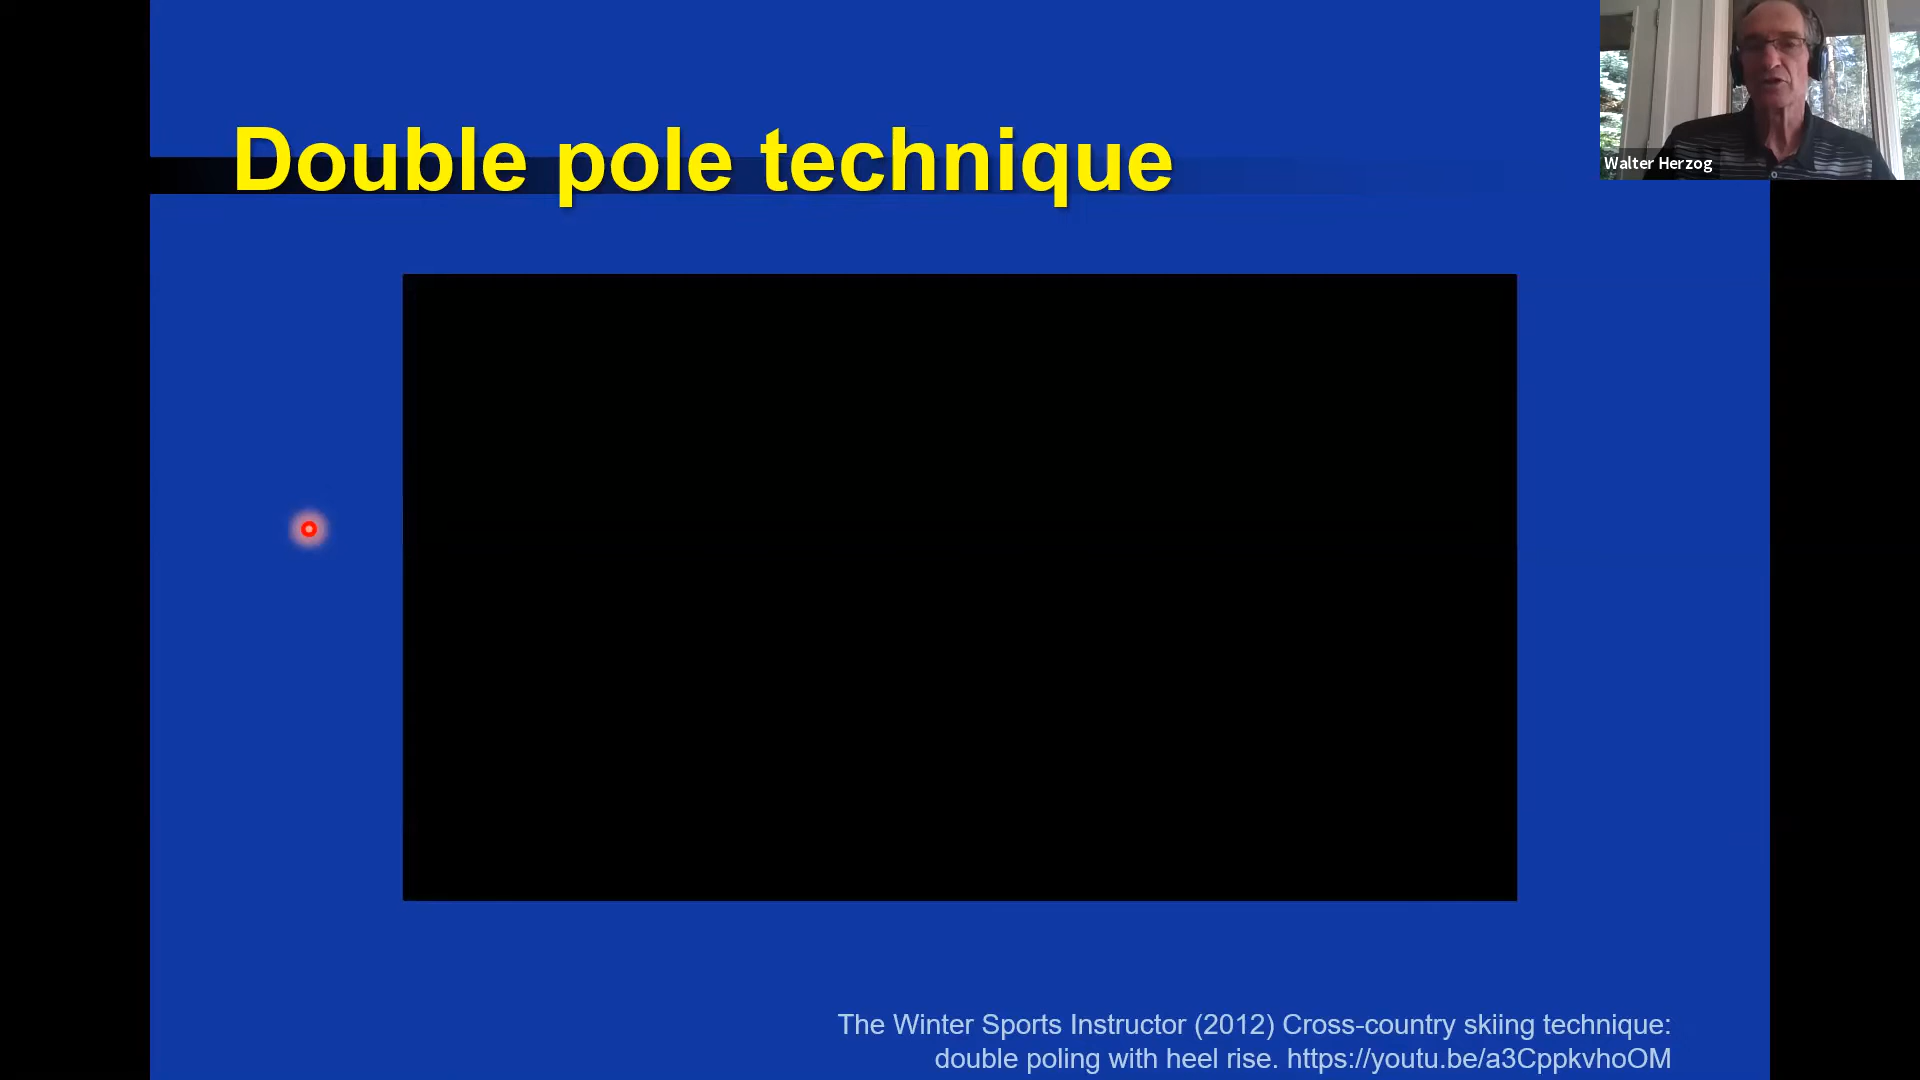 Double pole technique
Walter Herzog
The Winter Sports Instructor (2012) Cross-country skiing technique:
double poling with heel rise. https://youtu.be/a3CppkvhoOM